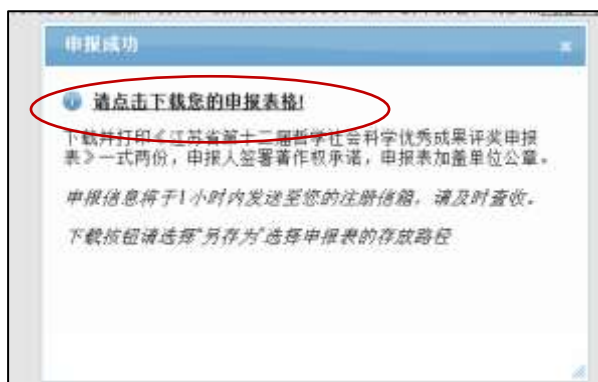 申报成功
请点击下载您的申报表格!
下载并打印《江苏省第十二届哲学社会科学优秀成果评奖申报
表》一式两份，申报人签署著作权承诺，申报表加盖单位公章。
申报信息将于1小时内发送至您的注册信箱，请及时查收。
下载按钮请选择"另存为"选择申报表的存放路径